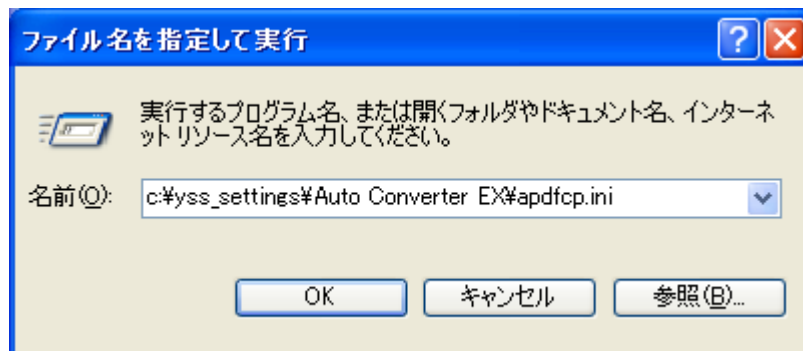 ファイル名を指定して実行
実行するプログラム名、または開くフォルダやドキュメント名、インターネ
ット リソース名を入力してください。
名前(O): c:¥yss_settings¥Auto Converter EX¥apdfcp.ini
OK キャンセル 参照(B)...